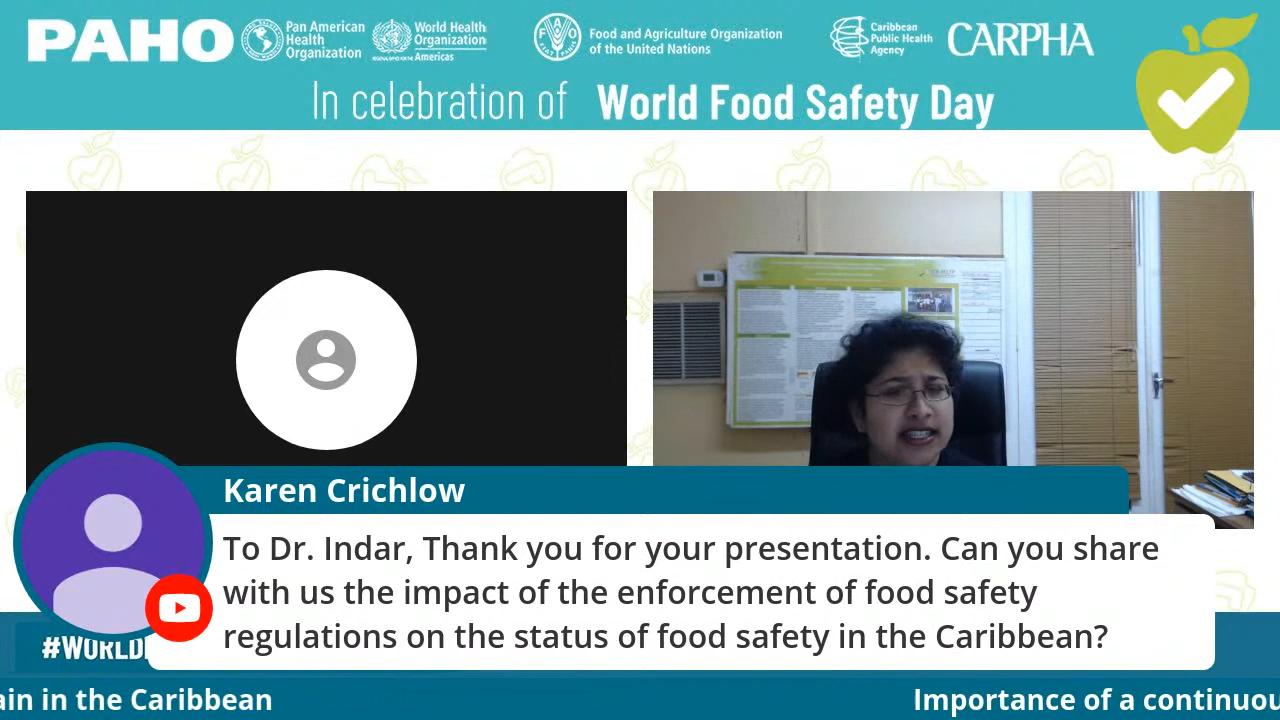 PAHO
Pan American
Health
Organization
World Health
Organization
Americas
Food and Agriculture Organization
of the United Nations
Caribbean
Public Health
Agency
CARPHA
In celebration of World Food Safety Day
Karen Crichlow
To Dr. Indar, Thank you for your presentation. Can you share
with us the impact of the enforcement of food safety
regulations on the status of food safety in the Caribbean?
#WORLD
ain in the Caribbean
Importance of a continuou